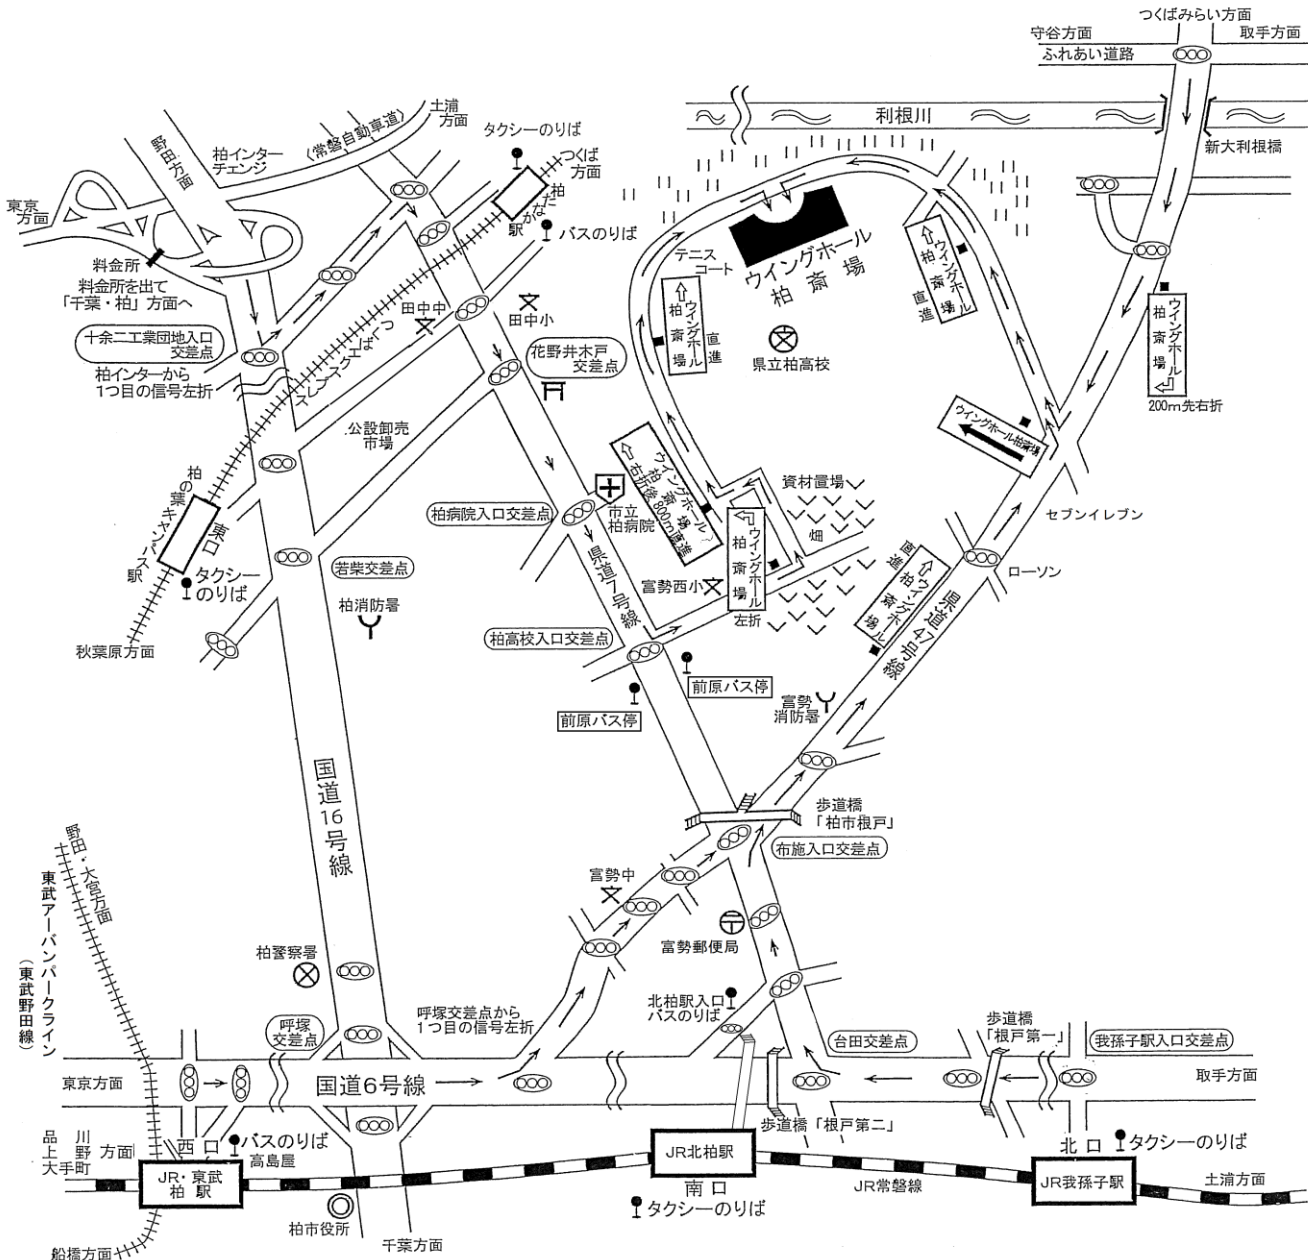 つくばみらい方面
守谷方面
取手方面
ふれあい道路
利根川
新大利根橋
土浦
方面
《常磐自動車道》
タクシーのりば
つくば
方面
野田方面
柏インター
チェンジ
柏たなか駅
バスのりば
東京
方面
料金所
料金所を出て
「千葉・柏」方面へ
十余二工業団地入口
交差点
柏インターから
1つ目の信号左折
つくばエクスプレス
田中中
田中小
花野井木戸
交差点
公設卸売
市場
テニス
コート
ウイングホール
柏斎場
県立柏高校
ウイングホール
柏斎場
直進
ウイングホール
柏斎場
直進
ウイングホール
柏斎場
200m先右折
ウイングホール柏斎場
セブンイレブン
ローソン
柏の葉キャンパス駅
東口
タクシー
のりば
秋葉原方面
若柴交差点
柏消防署
柏病院入口交差点
市立
柏病院
ウイングホール
柏斎場
右折後800m直進
資材置場
畑
ウイングホール
柏斎場
左折
富勢西小
県道7号線
柏高校入口交差点
前原バス停
前原バス停
ウイングホール
柏斎場
直進
県道47号線
富勢
消防署
国道16号線
歩道橋
「柏市根戸」
布施入口交差点
富勢中
富勢郵便局
野田・大宮方面
東武アーバンパークライン
(東武野田線)
柏警察署
呼塚
交差点
呼塚交差点から
1つ目の信号左折
北柏駅入口
バスのりば
台田交差点
歩道橋
「根戸第一」
我孫子駅入口交差点
東京方面
国道6号線
取手方面
歩道橋「根戸第二」
品川
上野方面
大手町
西口
バスのりば
高島屋
JR・東武
柏駅
JR北柏駅
南口
タクシーのりば
JR常磐線
北口
タクシーのりば
JR我孫子駅
土浦方面
柏市役所
千葉方面
船橋方面